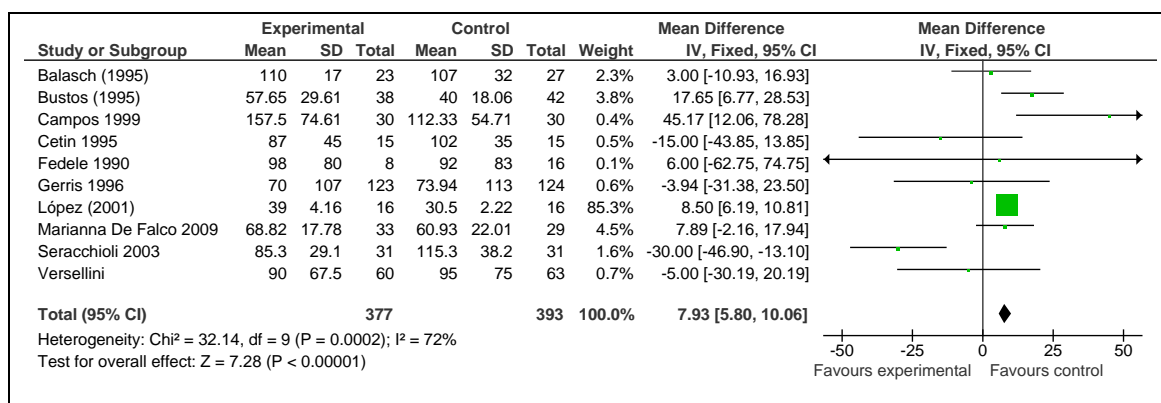 Experimental Control Mean Difference Mean Difference
Study or Subgroup Mean SD Total Mean SD Total Weight IV, Fixed, 95% CI IV, Fixed, 95% CI
Balasch (1995) 110 17 23 107 32 27 2.3% 3.00 [-10.93, 16.93]
Bustos (1995) 57.65 29.61 38 40 18.06 42 3.8% 17.65 [6.77, 28.53]
Campos 1999 157.5 74.61 30 112.33 54.71 30 0.4% 45.17 [12.06, 78.28]
Cetin 1995 87 45 15 102 35 15 0.5% -15.00 [-43.85, 13.85]
Fedele 1990 98 80 8 92 83 16 0.1% 6.00 [-62.75, 74.75]
Gerris 1996 70 107 123 73.94 113 124 0.6% -3.94 [-31.38, 23.50]
López (2001) 39 4.16 16 30.5 2.22 16 85.3% 8.50 [6.19, 10.81]
Marianna De Falco 2009 68.82 17.78 33 60.93 22.01 29 4.5% 7.89 [-2.16, 17.94]
Seracchioli 2003 85.3 29.1 31 115.3 38.2 31 1.6% -30.00 [-46.90, -13.10]
Versellini 90 67.5 60 95 75 63 0.7% -5.00 [-30.19, 20.19]
Total (95% CI) 377 393 100.0% 7.93 [5.80, 10.06]
Heterogeneity: Chi² = 32.14, df = 9 (P = 0.0002); I² = 72%
Test for overall effect: Z = 7.28 (P < 0.00001)
-50 -25 0 25 50
Favours experimental Favours control